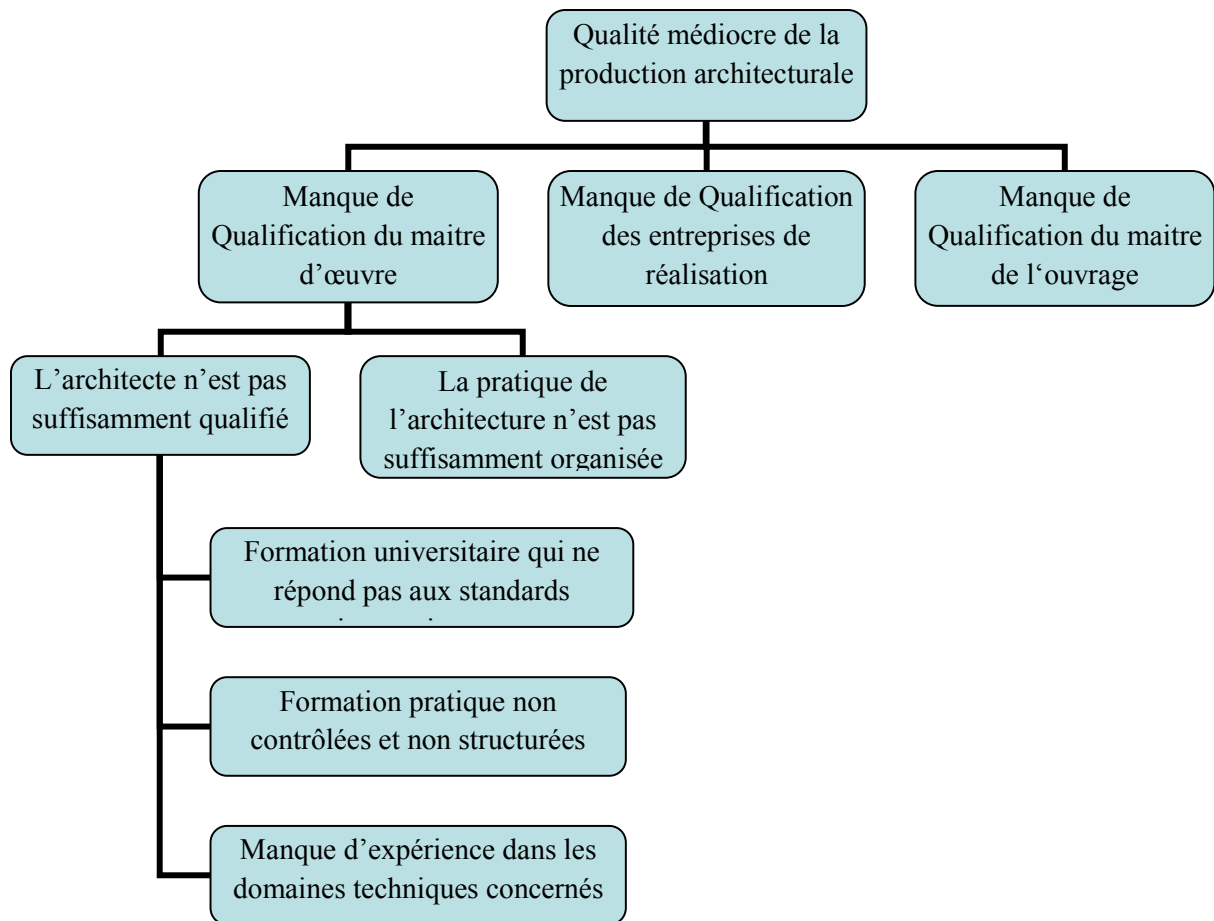 Qualité médiocre de la
production architecturale
Manque de
Qualification du maitre
d’œuvre
Manque de Qualification
des entreprises de
réalisation
Manque de
Qualification du maitre
de l‘ouvrage
L’architecte n’est pas
suffisamment qualifié
La pratique de
l’architecture n’est pas
suffisamment organisée
Formation universitaire qui ne
répond pas aux standards
Formation pratique non
contrôlées et non structurées
Manque d’expérience dans les
domaines techniques concernés